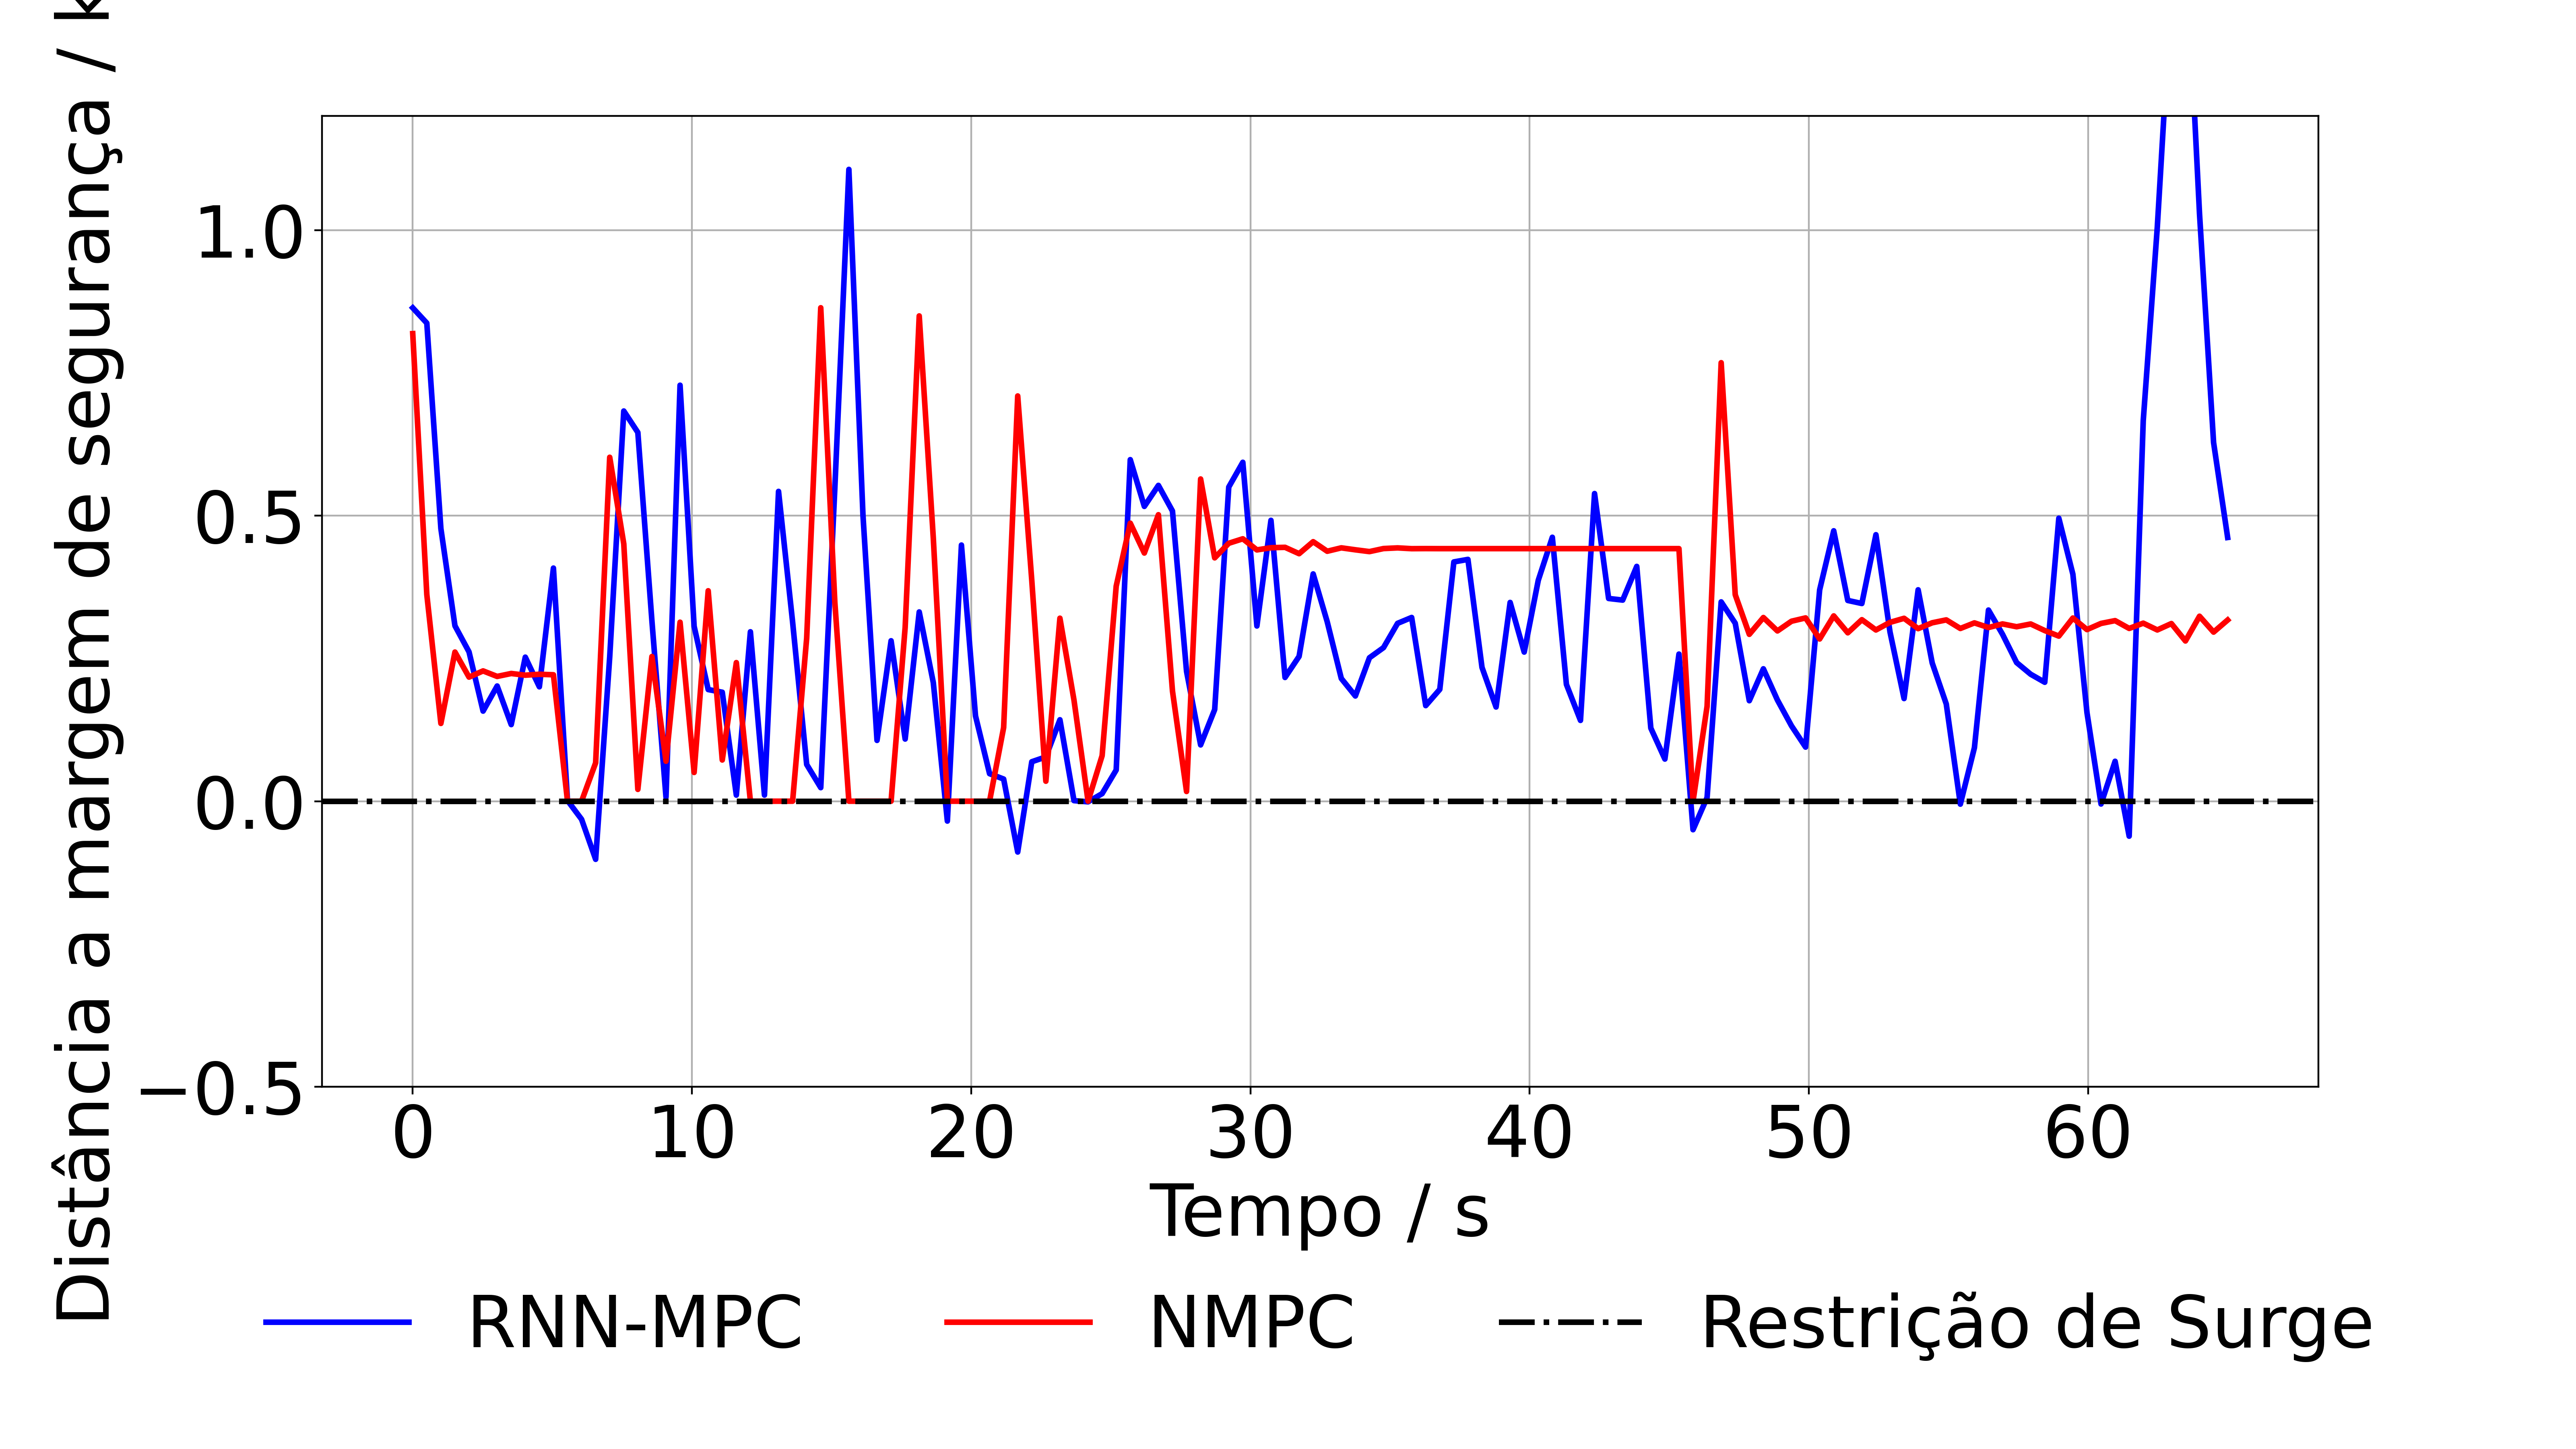 Distância a margem de segurança /
1.0
0.5
0.0
−0.5
0 10 20 30 40 50 60
Tempo / s
RNN-MPC NMPC Restrição de Surge